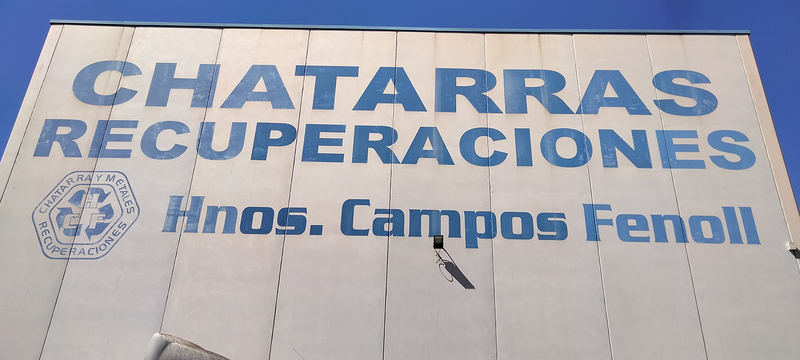 CHATARRAS
RECUPERACIONES
Hnos. Campos Fenoll
CHATARRA Y METALES
RECUPERACIONES